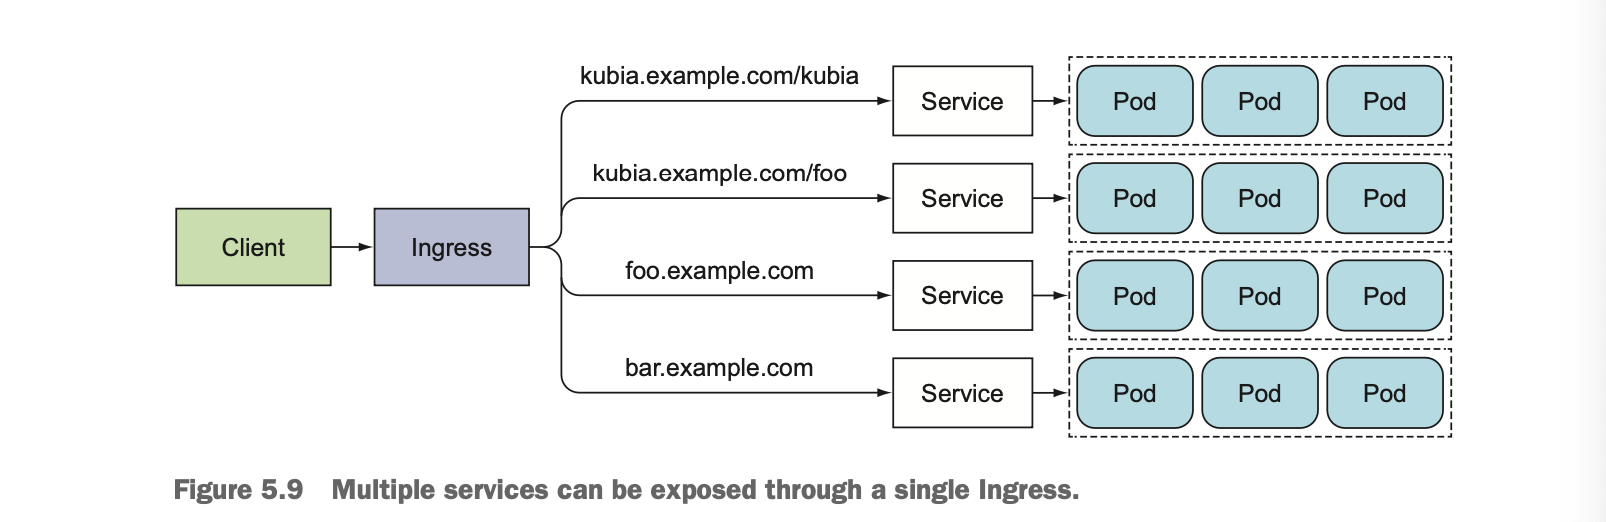 kubia.example.com/kubia
Service
Pod Pod Pod
kubia.example.com/foo
Service
Pod Pod Pod
Client
Ingress
foo.example.com
Service
Pod Pod Pod
bar.example.com
Service
Pod Pod Pod
Figure 5.9 Multiple services can be exposed through a single Ingress.